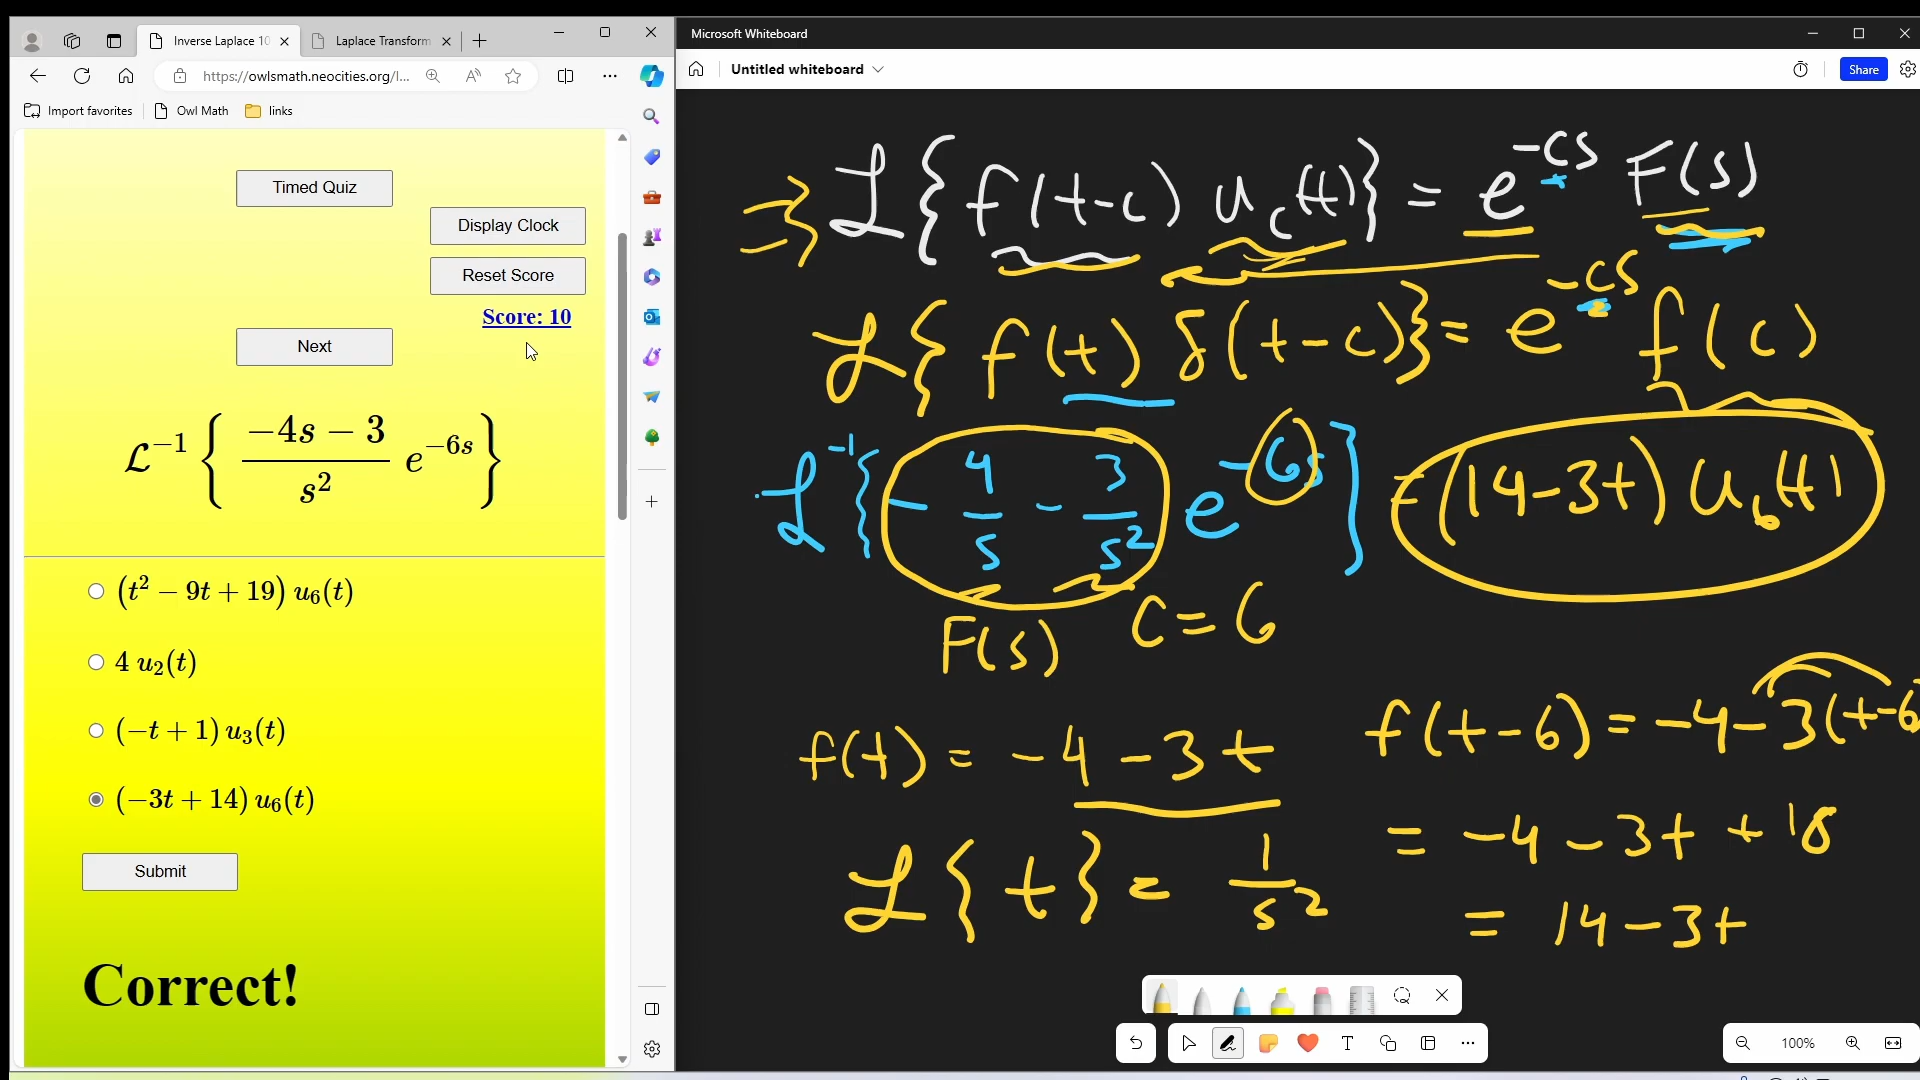 Inverse Laplace 10
Laplace Transform
https://owlsmath.neocities.org/l...
Import favorites
Owl Math
links
Timed Quiz
Display Clock
Reset Score
Score: 10
Next
ℒ⁻¹ { (−4s − 3)/s² e^(−6s) }
(t² − 9t + 19) u₆(t)
4 u₂(t)
(−t + 1) u₃(t)
(−3t + 14) u₆(t)
Submit
Correct!
Microsoft Whiteboard
Untitled whiteboard
Share
⇒ ℒ{ f(t-c) u_c(t)} = e^(-cs) F(s)
ℒ{ f(t) δ(t-c)} = e^(-cs) f(c)
ℒ⁻¹{ -4/s - 3/s² e^(-6s) } = (14-3t) u₆(t)
F(s) c = 6
f(t) = -4 - 3t
ℒ{ t } = 1/s²
f(t-6) = -4-3(t-6
= -4 - 3t + 18
= 14 - 3t
T
100%